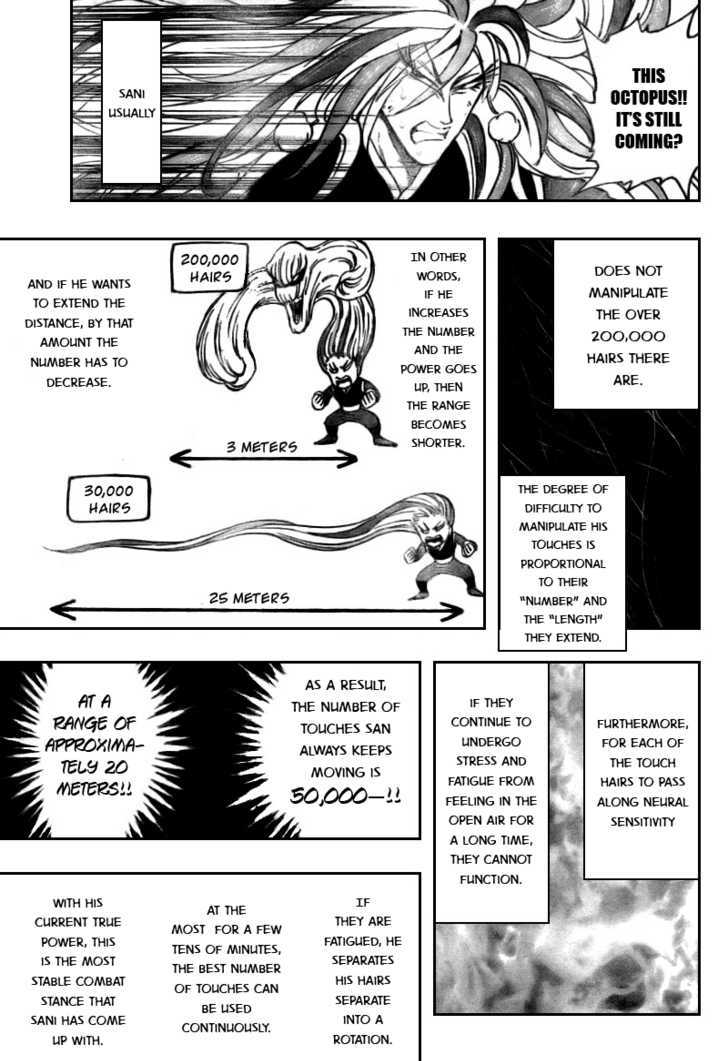 THIS
OCTOPUS!!
IT'S STILL
COMING?
SANI
USUALLY
DOES NOT
MANIPULATE
THE OVER
200,000
HAIRS THERE
ARE.
THE DEGREE OF
DIFFICULTY TO
MANIPULATE HIS
TOUCHES IS
PROPORTIONAL
TO THEIR
"NUMBER" AND
THE "LENGTH"
THEY EXTEND.
IN OTHER
WORDS,
IF HE
INCREASES
THE NUMBER
AND THE
POWER GOES
UP, THEN
THE RANGE
BECOMES
SHORTER.
200,000
HAIRS
3 METERS
AND IF HE WANTS
TO EXTEND THE
DISTANCE, BY THAT
AMOUNT THE
NUMBER HAS TO
DECREASE.
30,000
HAIRS
25 METERS
FURTHERMORE,
FOR EACH OF
THE TOUCH
HAIRS TO PASS
ALONG NEURAL
SENSITIVITY
IF THEY
CONTINUE TO
UNDERGO
STRESS AND
FATIGUE FROM
FEELING IN THE
OPEN AIR FOR
A LONG TIME,
THEY CANNOT
FUNCTION.
AS A RESULT,
THE NUMBER OF
TOUCHES SAN
ALWAYS KEEPS
MOVING IS
50,000—!!
AT A
RANGE OF
APPROXIMA-
TELY 20
METERS!!
IF
THEY ARE
FATIGUED, HE
SEPARATES
HIS HAIRS
SEPARATE
INTO A
ROTATION.
AT THE
MOST FOR A FEW
TENS OF MINUTES,
THE BEST NUMBER
OF TOUCHES CAN
BE USED
CONTINUOUSLY.
WITH HIS
CURRENT TRUE
POWER, THIS
IS THE MOST
STABLE COMBAT
STANCE THAT
SANI HAS COME
UP WITH.